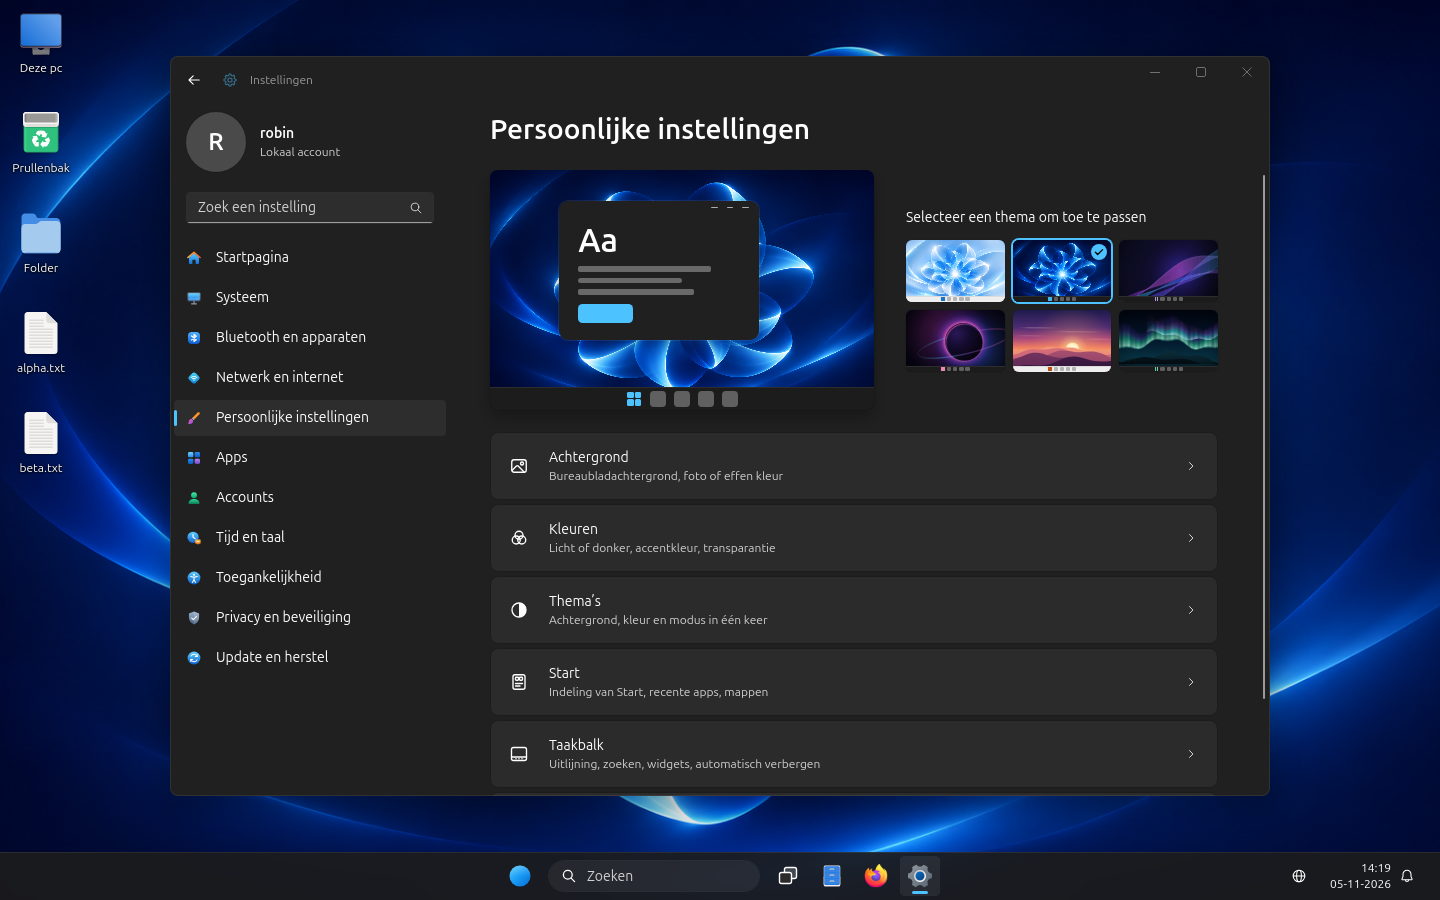 Deze pc
Prullenbak
Folder
alpha.txt
beta.txt
Instellingen
R
robin
Lokaal account
Zoek een instelling
Startpagina
Systeem
Bluetooth en apparaten
Netwerk en internet
Persoonlijke instellingen
Apps
Accounts
Tijd en taal
Toegankelijkheid
Privacy en beveiliging
Update en herstel
Persoonlijke instellingen
Aa
Selecteer een thema om toe te passen
Achtergrond
Bureaubladachtergrond, foto of effen kleur
Kleuren
Licht of donker, accentkleur, transparantie
Thema's
Achtergrond, kleur en modus in één keer
Start
Indeling van Start, recente apps, mappen
Taakbalk
Uitlijning, zoeken, widgets, automatisch verbergen
Zoeken
14:19
05-11-2026